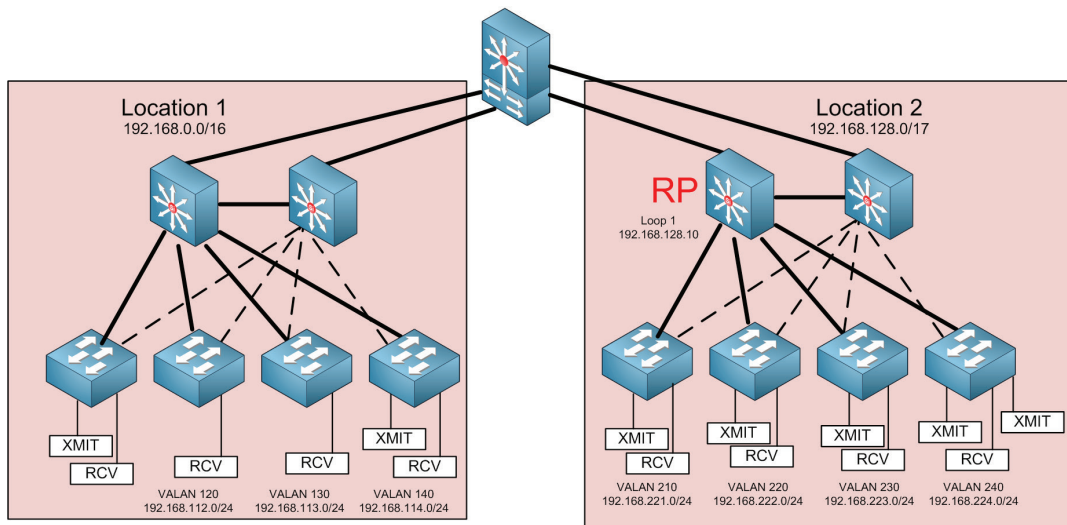 Location 1
192.168.0.0/16
Location 2
192.168.128.0/17
RP
Loop 1
192.168.128.10
XMIT
RCV
RCV
RCV
XMIT
RCV
VALAN 120
192.168.112.0/24
VALAN 130
192.168.113.0/24
VALAN 140
192.168.114.0/24
XMIT
RCV
XMIT
RCV
XMIT
RCV
XMIT
RCV
XMIT
VALAN 210
192.168.221.0/24
VALAN 220
192.168.222.0/24
VALAN 230
192.168.223.0/24
VALAN 240
192.168.224.0/24